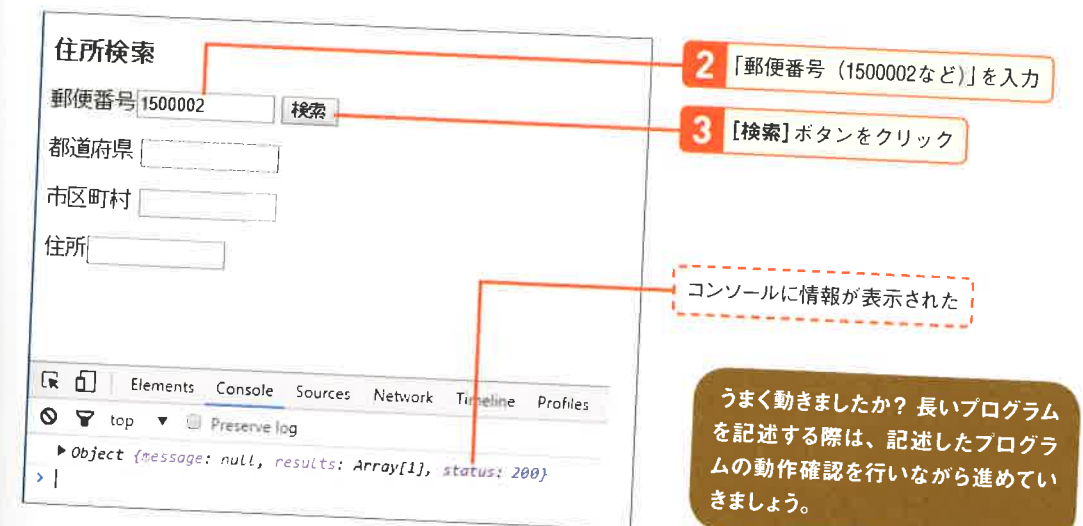 住所検索
郵便番号 1500002 検索
都道府県
市区町村
住所
2 「郵便番号（1500002など）」を入力
3 [検索]ボタンをクリック
コンソールに情報が表示された
Elements Console Sources Network Timeline Profiles
top ▼ Preserve log
▶ Object {message: null, results: Array[1], status: 200}
>
うまく動きましたか？ 長いプログラム
を記述する際は、記述したプログラ
ムの動作確認を行いながら進めてい
きましょう。